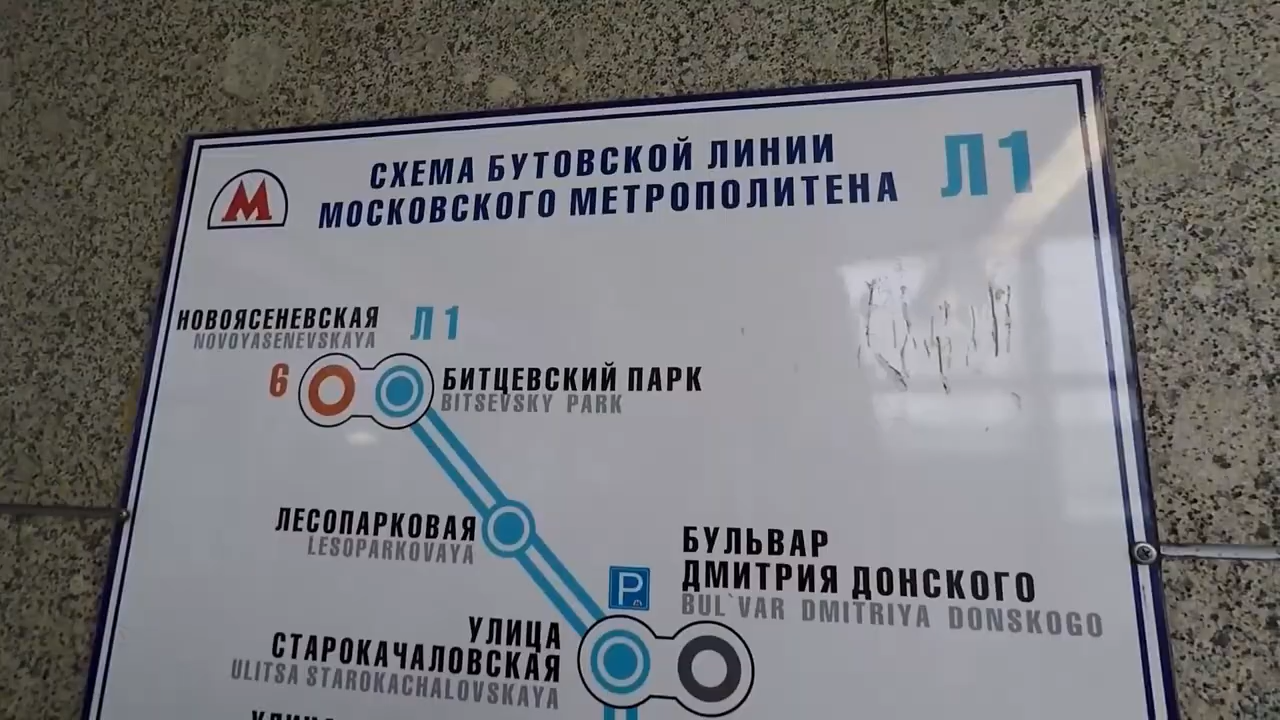 М
СХЕМА БУТОВСКОЙ ЛИНИИ
МОСКОВСКОГО МЕТРОПОЛИТЕНА
Л1
НОВОЯСЕНЕВСКАЯ
NOVOYASENEVSKAYA
Л1
6
БИТЦЕВСКИЙ ПАРК
BITSEVSKY PARK
ЛЕСОПАРКОВАЯ
LESOPARKOVAYA
P
БУЛЬВАР
ДМИТРИЯ ДОНСКОГО
BUL`VAR DMITRIYA DONSKOGO
УЛИЦА
СТАРОКАЧАЛОВСКАЯ
ULITSA STAROKACHALOVSKAYA